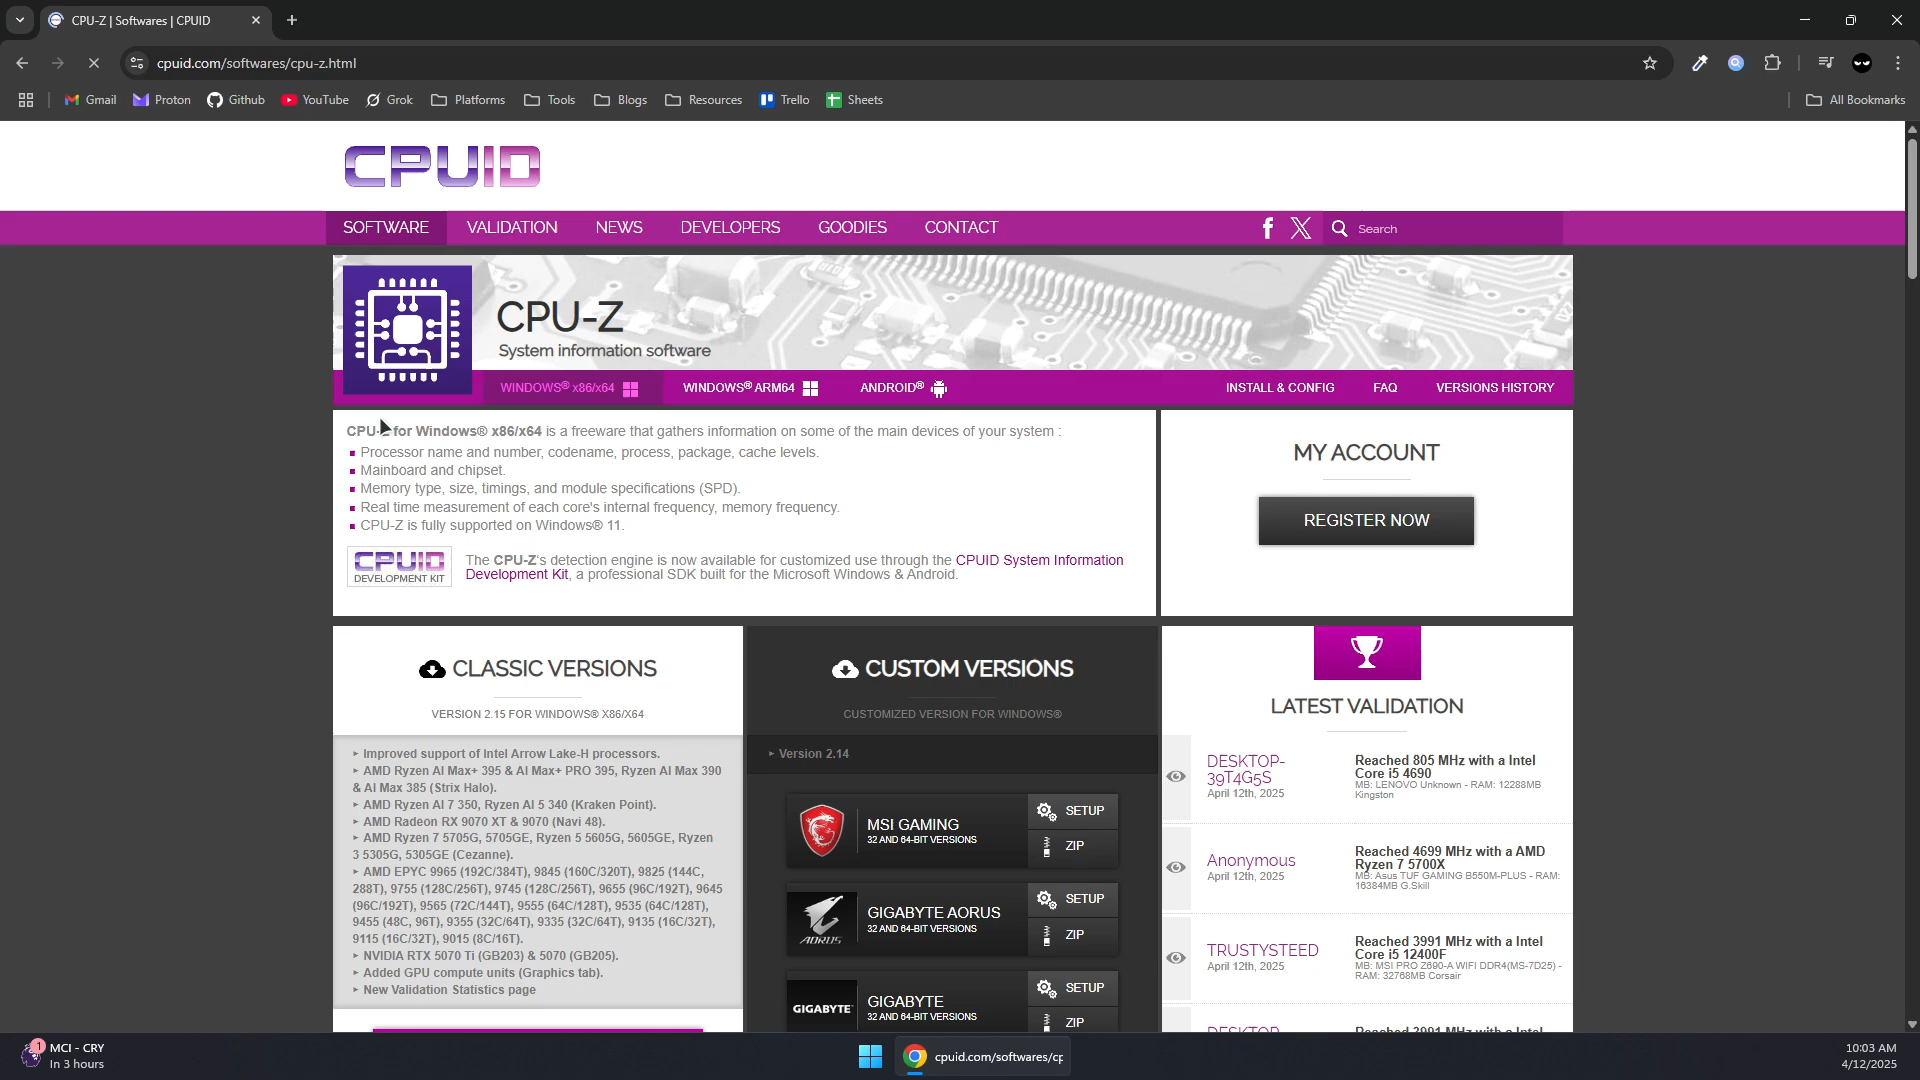 CPU-Z | Softwares | CPUID
cpuid.com/softwares/cpu-z.html
Gmail
Proton
Github
YouTube
Grok
Platforms
Tools
Blogs
Resources
Trello
Sheets
All Bookmarks
CPUID
SOFTWARE
VALIDATION
NEWS
DEVELOPERS
GOODIES
CONTACT
Search
CPU-Z
System information software
WINDOWS® x86/x64
WINDOWS® ARM64
ANDROID®
INSTALL & CONFIG
FAQ
VERSIONS HISTORY
CPU-Z for Windows® x86/x64 is a freeware that gathers information on some of the main devices of your system :
Processor name and number, codename, process, package, cache levels.
Mainboard and chipset.
Memory type, size, timings, and module specifications (SPD).
Real time measurement of each core's internal frequency, memory frequency.
CPU-Z is fully supported on Windows® 11.
CPUID
DEVELOPMENT KIT
The CPU-Z's detection engine is now available for customized use through the CPUID System Information
Development Kit, a professional SDK built for the Microsoft Windows & Android.
MY ACCOUNT
REGISTER NOW
CLASSIC VERSIONS
VERSION 2.15 FOR WINDOWS® X86/X64
Improved support of Intel Arrow Lake-H processors.
AMD Ryzen AI Max+ 395 & AI Max+ PRO 395, Ryzen AI Max 390
& AI Max 385 (Strix Halo).
AMD Ryzen AI 7 350, Ryzen AI 5 340 (Kraken Point).
AMD Radeon RX 9070 XT & 9070 (Navi 48).
AMD Ryzen 7 5705G, 5705GE, Ryzen 5 5605G, 5605GE, Ryzen
3 5305G, 5305GE (Cezanne).
AMD EPYC 9965 (192C/384T), 9845 (160C/320T), 9825 (144C,
288T), 9755 (128C/256T), 9745 (128C/256T), 9655 (96C/192T), 9645
(96C/192T), 9565 (72C/144T), 9555 (64C/128T), 9535 (64C/128T),
9455 (48C, 96T), 9355 (32C/64T), 9335 (32C/64T), 9135 (16C/32T),
9115 (16C/32T), 9015 (8C/16T).
NVIDIA RTX 5070 Ti (GB203) & 5070 (GB205).
Added GPU compute units (Graphics tab).
New Validation Statistics page
CUSTOM VERSIONS
CUSTOMIZED VERSION FOR WINDOWS®
Version 2.14
MSI GAMING
32 AND 64-BIT VERSIONS
SETUP
ZIP
AORUS
GIGABYTE AORUS
32 AND 64-BIT VERSIONS
SETUP
ZIP
GIGABYTE
GIGABYTE
32 AND 64-BIT VERSIONS
SETUP
ZIP
LATEST VALIDATION
DESKTOP-
39T4G5S
April 12th, 2025
Reached 805 MHz with a Intel
Core i5 4690
MB: LENOVO Unknown - RAM: 12288MB
Kingston
Anonymous
April 12th, 2025
Reached 4699 MHz with a AMD
Ryzen 7 5700X
MB: Asus TUF GAMING B550M-PLUS - RAM:
16384MB G.Skill
TRUSTYSTEED
April 12th, 2025
Reached 3991 MHz with a Intel
Core i5 12400F
MB: MSI PRO Z690-A WIFI DDR4(MS-7D25) -
RAM: 32768MB Corsair
DESKTOP-
Reached 3991 MHz with a Intel
1
MCI - CRY
In 3 hours
cpuid.com/softwares/cp
10:03 AM
4/12/2025